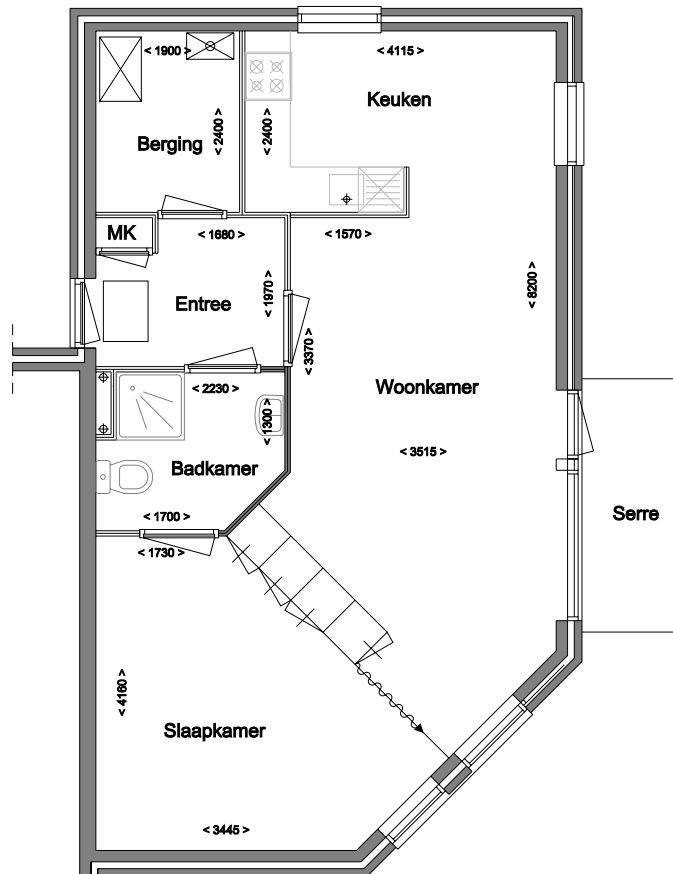 < 1900 >
< 4115 >
Keuken
Berging
< 2400 >
< 2400 >
MK
< 1680 >
< 1570 >
Entree
< 1970 >
< 8200 >
< 3370 >
< 2230 >
Woonkamer
< 1300 >
Badkamer
< 3515 >
< 1700 >
Serre
< 1730 >
< 4160 >
Slaapkamer
< 3445 >